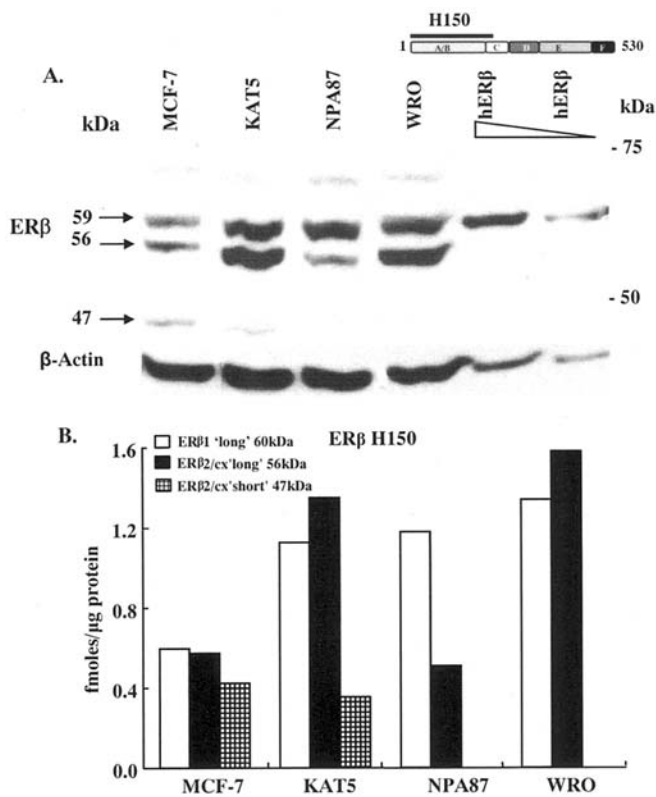 H150
1 A/B C D E F 530
A.
kDa MCF-7 KAT5 NPA87 WRO hERβ hERβ kDa
- 75
ERβ 59
56
- 50
47
β-Actin
B.
ERβ H150
ERβ1 'long' 60kDa
ERβ2/cx'long' 56kDa
ERβ2/cx'short' 47kDa
fmoles/μg protein
1.6
1.2
0.8
0.4
0.0
MCF-7 KAT5 NPA87 WRO